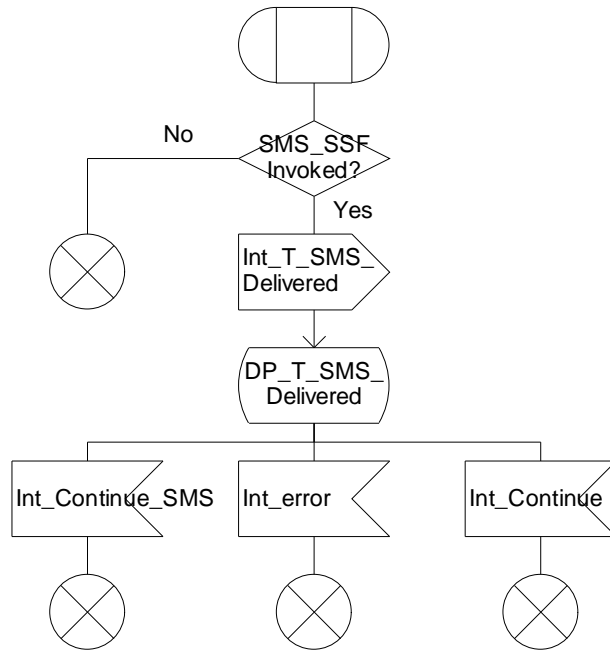 No
SMS_SSF
Invoked?
Yes
Int_T_SMS_
Delivered
DP_T_SMS_
Delivered
Int_Continue_SMS
Int_error
Int_Continue